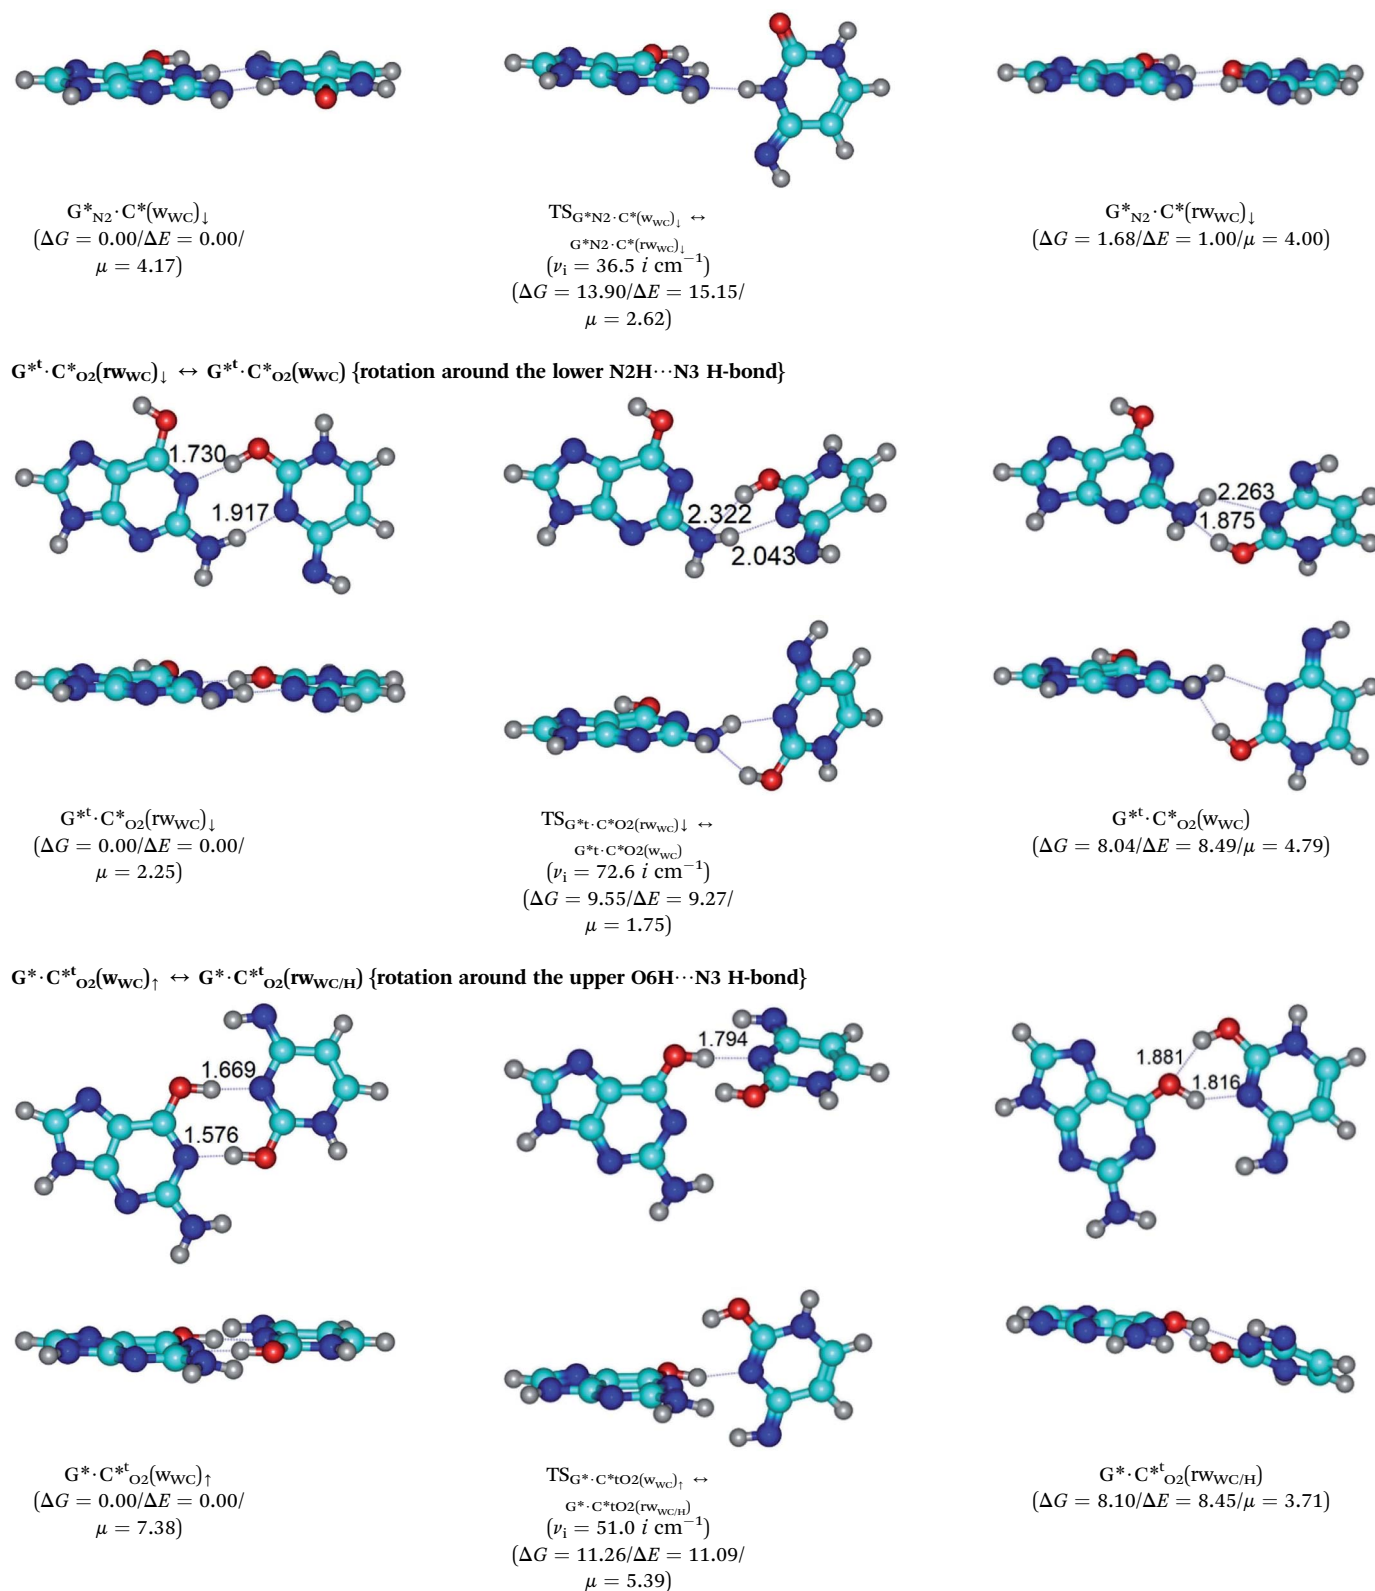 G*N2·C*(wWC)↓
(ΔG = 0.00/ΔE = 0.00/
μ = 4.17)
TSG*N2·C*(wWC)↓ ↔
G*N2·C*(rwWC)↓
(νi = 36.5 i cm−1)
(ΔG = 13.90/ΔE = 15.15/
μ = 2.62)
G*N2·C*(rwWC)↓
(ΔG = 1.68/ΔE = 1.00/μ = 4.00)
G*t·C*O2(rwWC)↓ ↔ G*t·C*O2(wWC) {rotation around the lower N2H···N3 H-bond}
1.730
1.917
2.322
2.043
2.263
1.875
G*t·C*O2(rwWC)↓
(ΔG = 0.00/ΔE = 0.00/
μ = 2.25)
TSG*t·C*O2(rwWC)↓ ↔
G*t·C*O2(wWC)
(νi = 72.6 i cm−1)
(ΔG = 9.55/ΔE = 9.27/
μ = 1.75)
G*t·C*O2(wWC)
(ΔG = 8.04/ΔE = 8.49/μ = 4.79)
G*·C*tO2(wWC)↑ ↔ G*·C*tO2(rwWC/H) {rotation around the upper O6H···N3 H-bond}
1.669
1.576
1.794
1.881
1.816
G*·C*tO2(wWC)↑
(ΔG = 0.00/ΔE = 0.00/
μ = 7.38)
TSG*·C*tO2(wWC)↑ ↔
G*·C*tO2(rwWC/H)
(νi = 51.0 i cm−1)
(ΔG = 11.26/ΔE = 11.09/
μ = 5.39)
G*·C*tO2(rwWC/H)
(ΔG = 8.10/ΔE = 8.45/μ = 3.71)